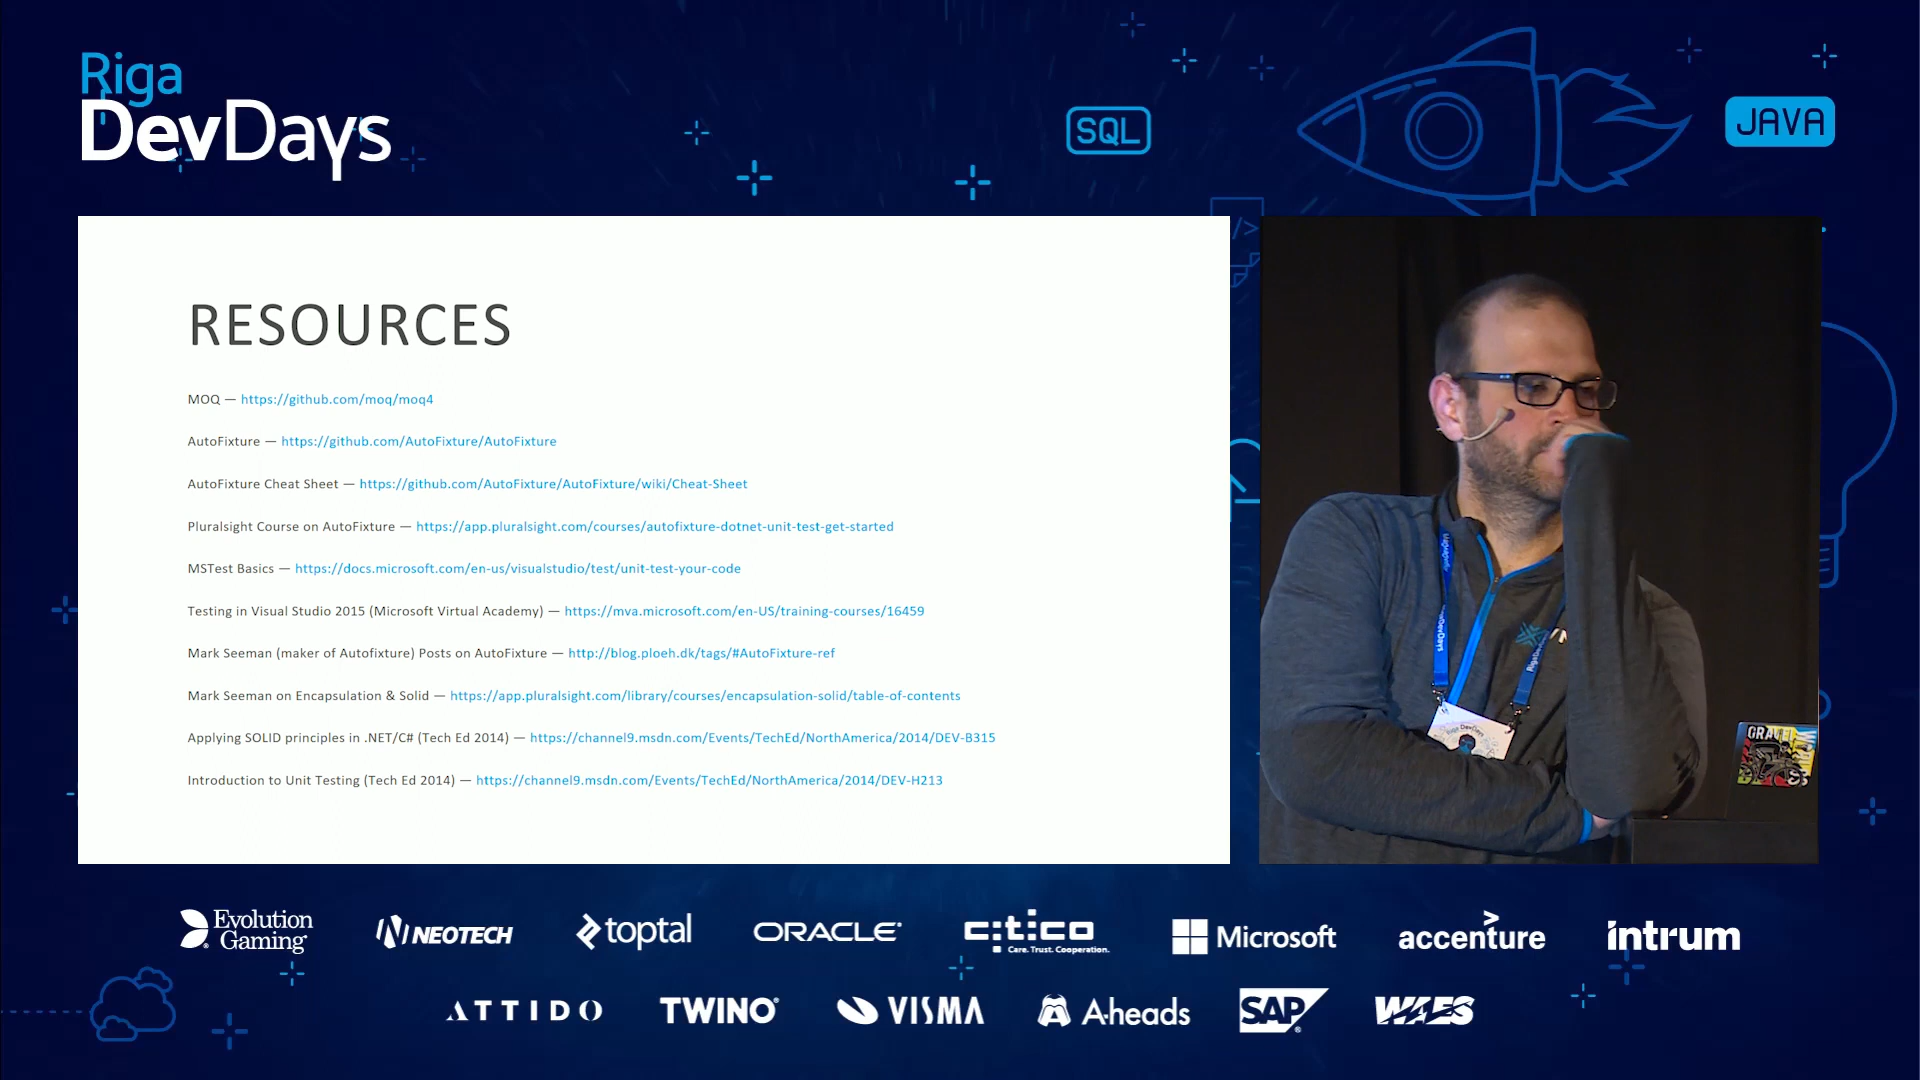 Riga
DevDays
SQL
JAVA
</>
RESOURCES
MOQ — https://github.com/moq/moq4
AutoFixture — https://github.com/AutoFixture/AutoFixture
AutoFixture Cheat Sheet — https://github.com/AutoFixture/AutoFixture/wiki/Cheat-Sheet
Pluralsight Course on AutoFixture — https://app.pluralsight.com/courses/autofixture-dotnet-unit-test-get-started
MSTest Basics — https://docs.microsoft.com/en-us/visualstudio/test/unit-test-your-code
Testing in Visual Studio 2015 (Microsoft Virtual Academy) — https://mva.microsoft.com/en-US/training-courses/16459
Mark Seeman (maker of Autofixture) Posts on AutoFixture — http://blog.ploeh.dk/tags/#AutoFixture-ref
Mark Seeman on Encapsulation & Solid — https://app.pluralsight.com/library/courses/encapsulation-solid/table-of-contents
Applying SOLID principles in .NET/C# (Tech Ed 2014) — https://channel9.msdn.com/Events/TechEd/NorthAmerica/2014/DEV-B315
Introduction to Unit Testing (Tech Ed 2014) — https://channel9.msdn.com/Events/TechEd/NorthAmerica/2014/DEV-H213
Evolution Gaming
NEOTECH
toptal
ORACLE
citico
Care. Trust. Cooperation.
Microsoft
accenture
intrum
ATTIDO
TWINO
VISMA
A-heads
SAP